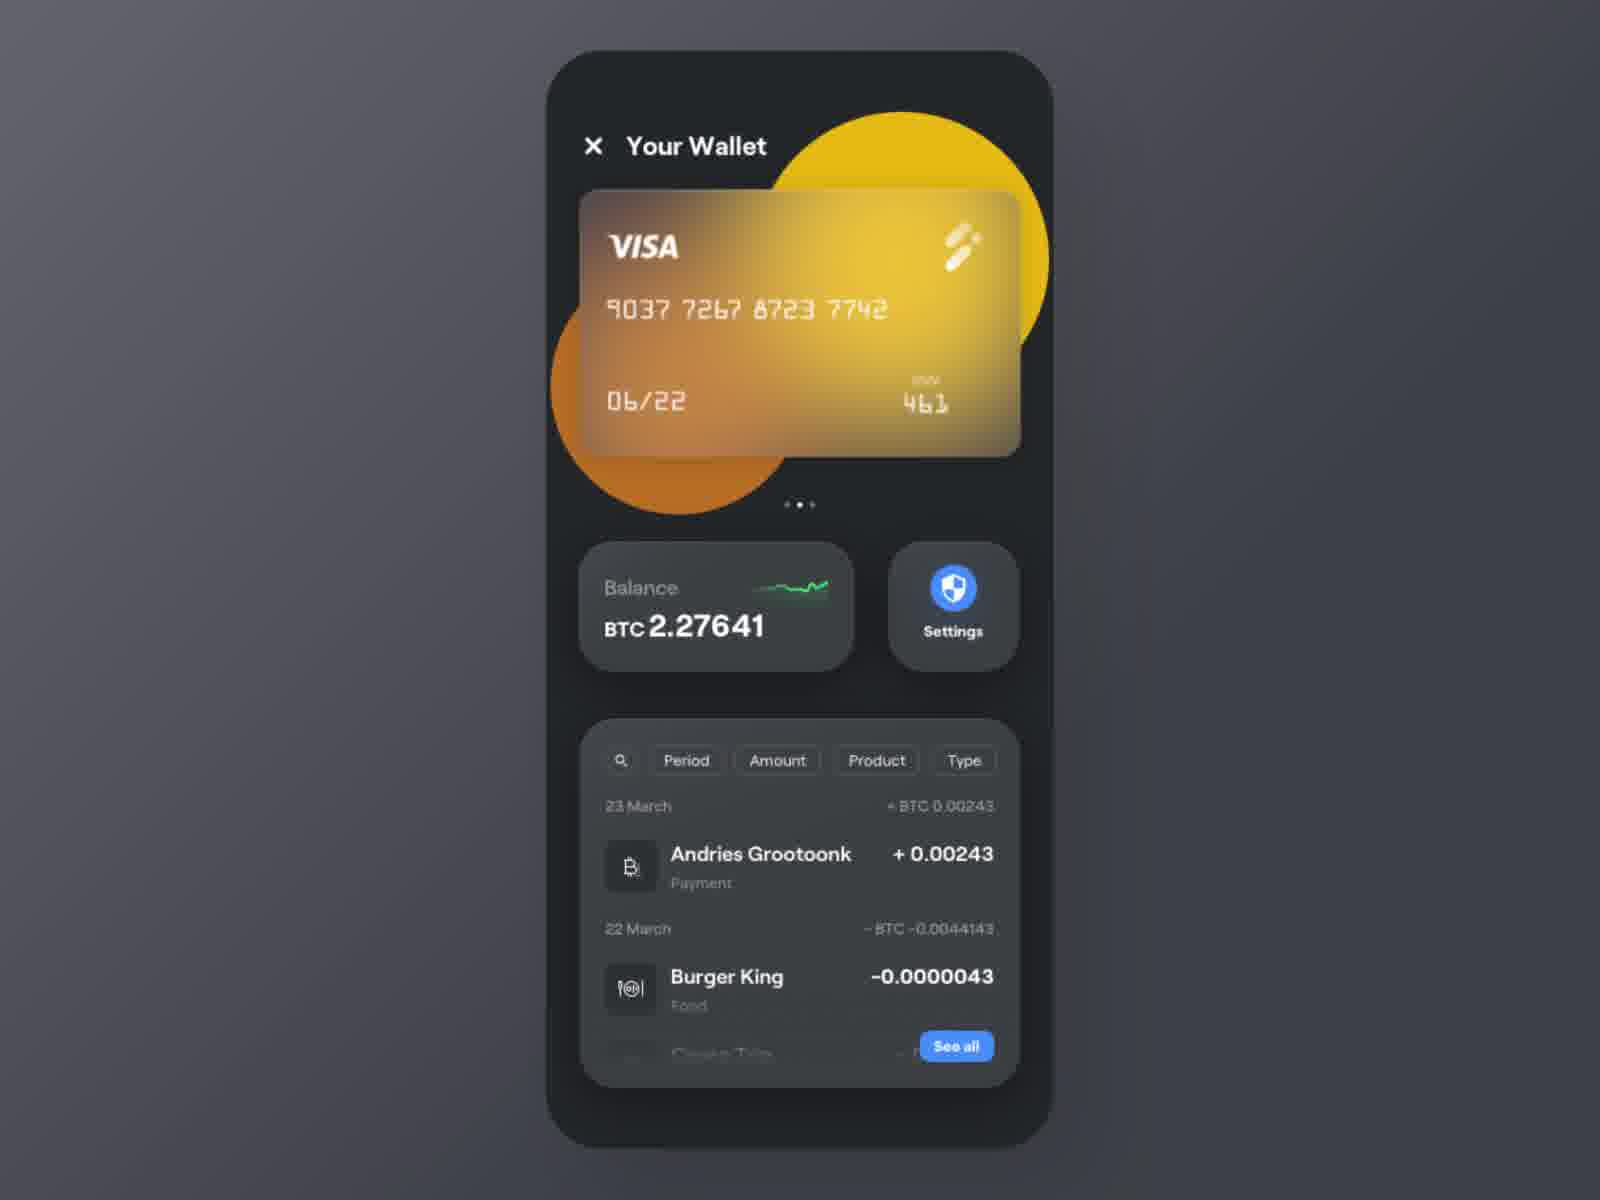 Your Wallet
VISA
9037 7267 8723 7742
06/22
461
Balance
BTC 2.27641
Settings
Period Amount Product Type
23 March + BTC 0.00243
Andries Grootoonk + 0.00243
Payment
22 March - BTC -0.0044143
Burger King -0.0000043
Food
See all